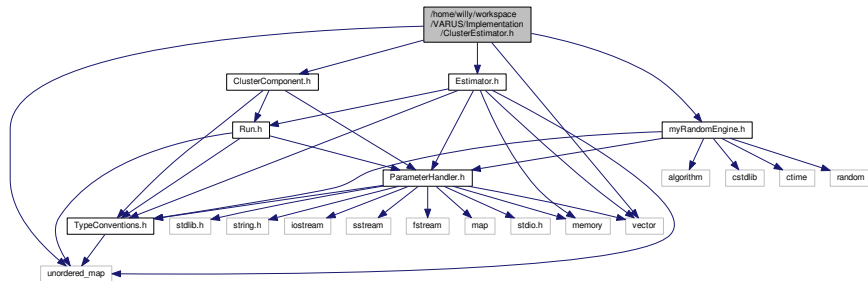 /home/willy/workspace
/VARUS/Implementation
/ClusterEstimator.h
ClusterComponent.h
Estimator.h
Run.h
myRandomEngine.h
ParameterHandler.h
algorithm
cstdlib
ctime
random
TypeConventions.h
stdlib.h
string.h
iostream
sstream
fstream
map
stdio.h
memory
vector
unordered_map